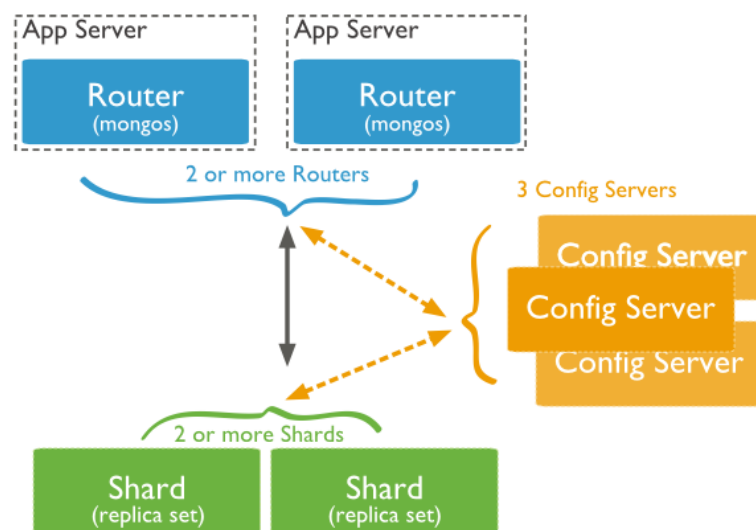 App Server
App Server
Router
(mongos)
Router
(mongos)
2 or more Routers
3 Config Servers
Config Server
Config Server
Config Server
2 or more Shards
Shard
(replica set)
Shard
(replica set)